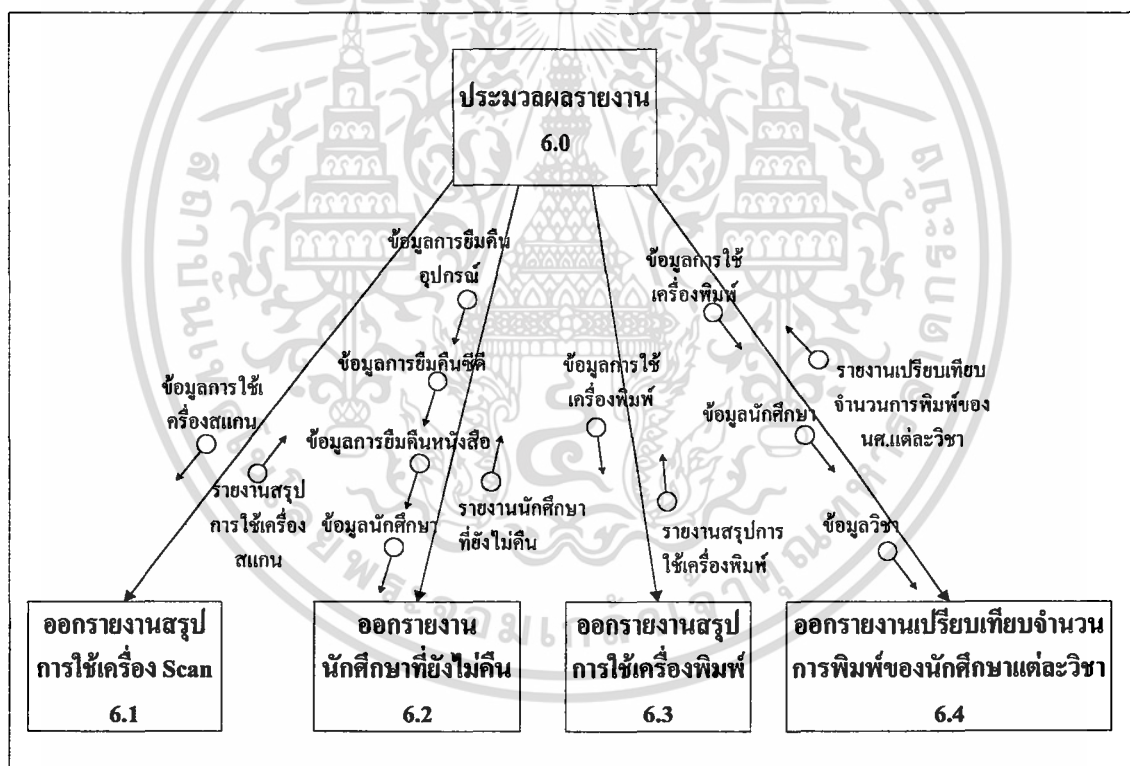 ประมวลผลรายงาน
6.0
ข้อมูลการยืมคืน
อุปกรณ์
ข้อมูลการใช้
เครื่องพิมพ์
ข้อมูลการยืมคืนซีดี
ข้อมูลการใช้
เครื่องพิมพ์
รายงานเปรียบเทียบ
จำนวนการพิมพ์ของ
นศ.แต่ละวิชา
ข้อมูลการใช้เ
ครื่องสแกน
ข้อมูลนักศึกษา
ข้อมูลการยืมคืนหนังสือ
รายงานสรุป
การใช้เครื่อง
สแกน
ข้อมูลนักศึกษา
รายงานนักศึกษา
ที่ยังไม่คืน
รายงานสรุปการ
ใช้เครื่องพิมพ์
ข้อมูลวิชา
ออกรายงานสรุป
การใช้เครื่อง Scan
6.1
ออกรายงาน
นักศึกษาที่ยังไม่คืน
6.2
ออกรายงานสรุป
การใช้เครื่องพิมพ์
6.3
ออกรายงานเปรียบเทียบจำนวน
การพิมพ์ของนักศึกษาแต่ละวิชา
6.4